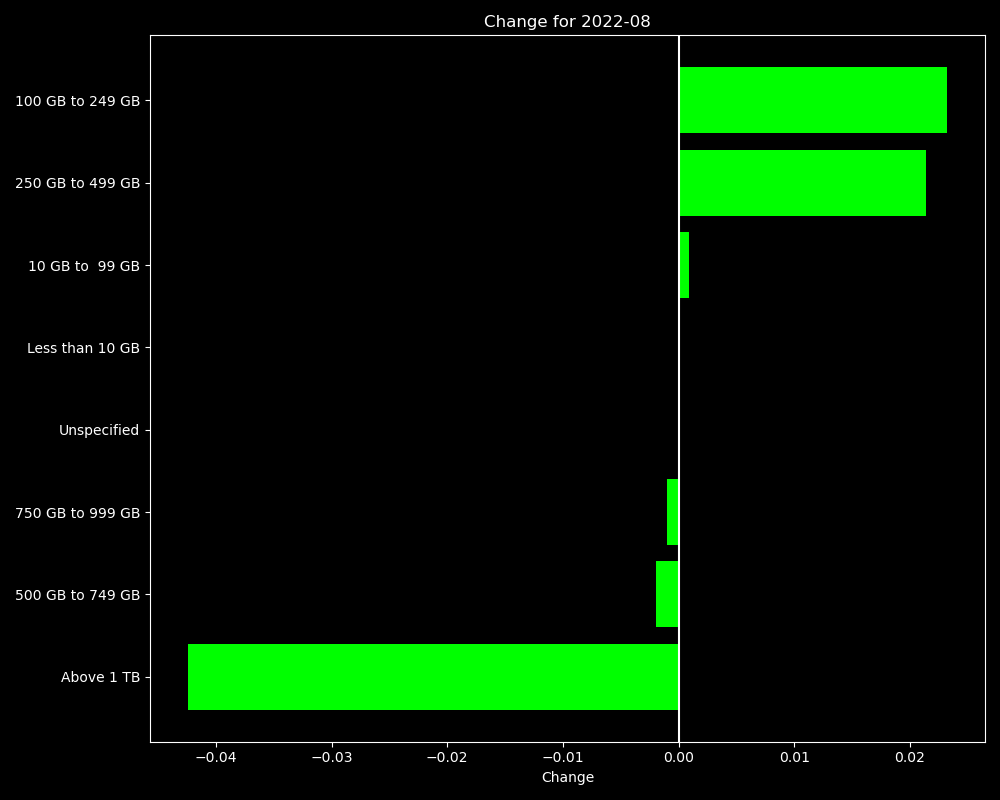 Change for 2022-08
100 GB to 249 GB
250 GB to 499 GB
10 GB to  99 GB
Less than 10 GB
Unspecified
750 GB to 999 GB
500 GB to 749 GB
Above 1 TB
−0.04 −0.03 −0.02 −0.01 0.00 0.01 0.02
Change